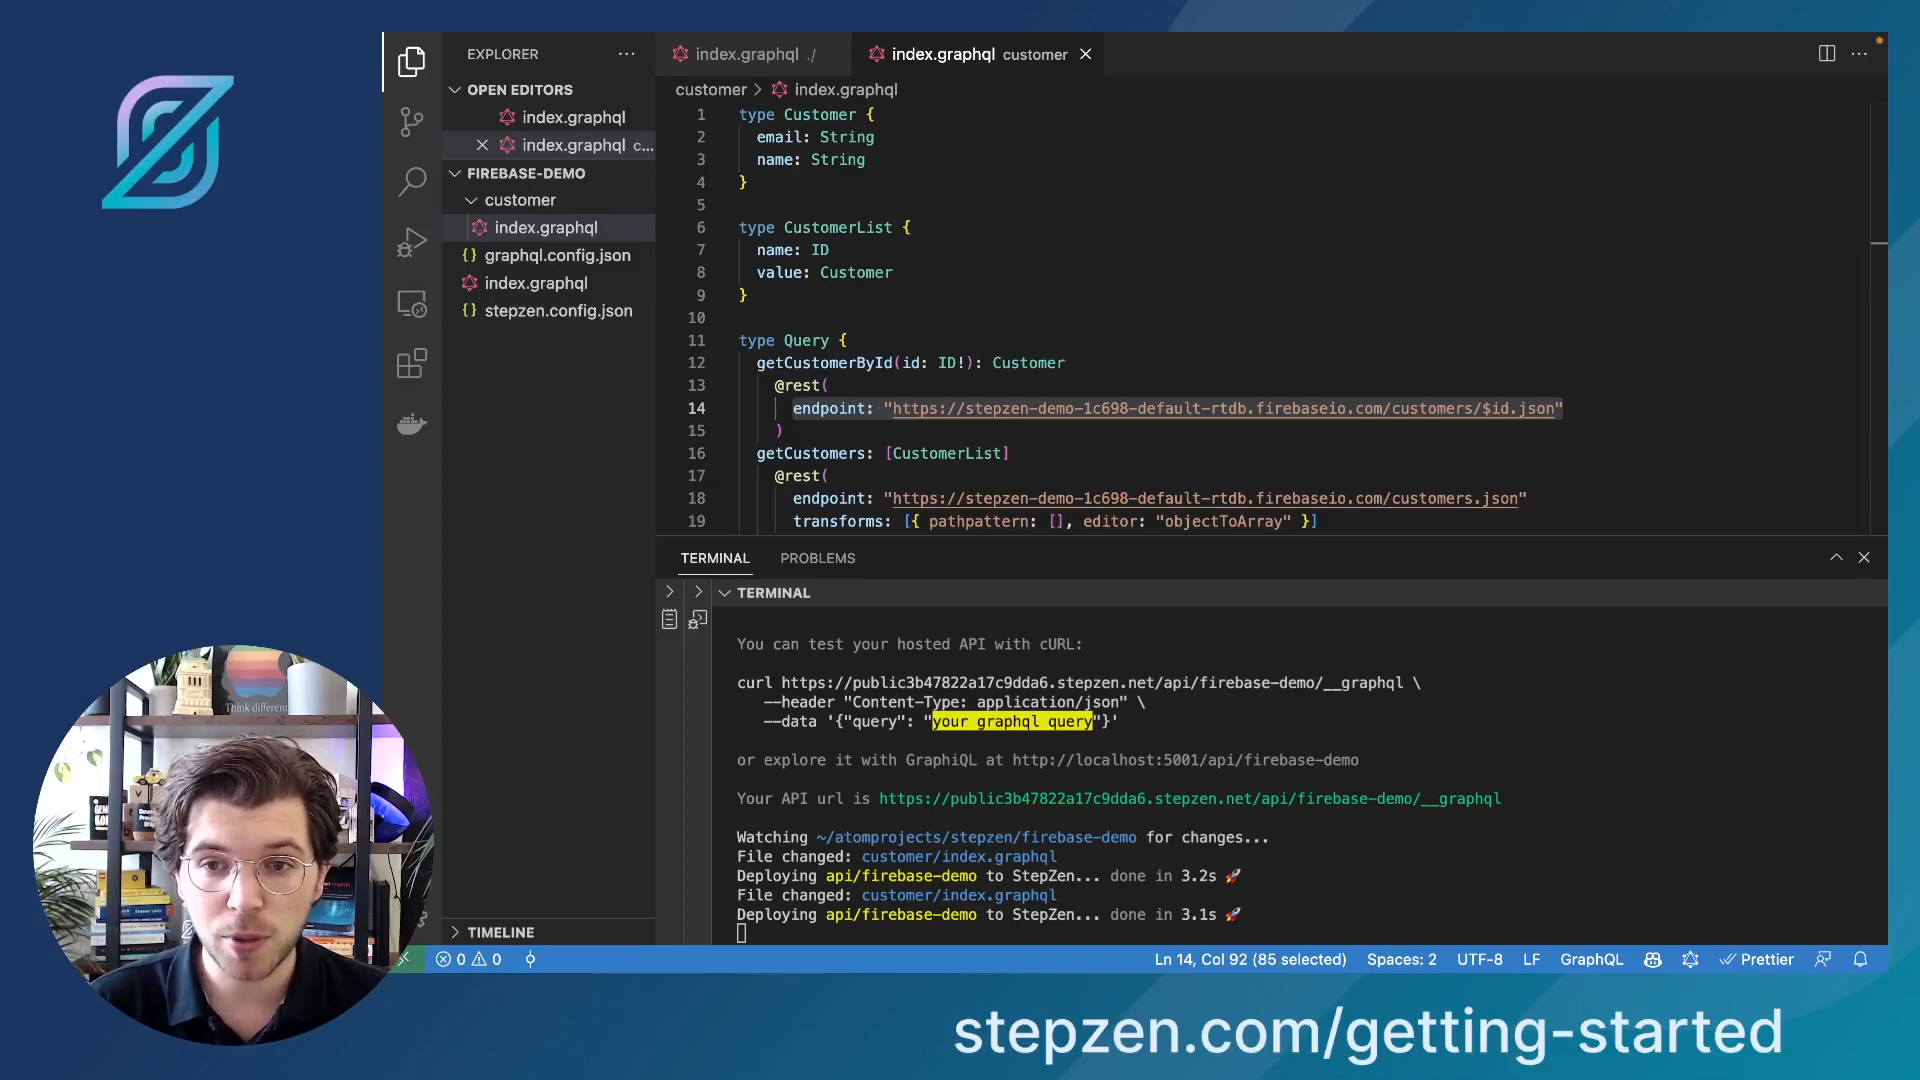 EXPLORER
OPEN EDITORS
index.graphql
index.graphql c...
FIREBASE-DEMO
customer
index.graphql
graphql.config.json
index.graphql
stepzen.config.json
TIMELINE
index.graphql ./
index.graphql customer
customer > index.graphql
1 type Customer {
2 email: String
3 name: String
4 }
5
6 type CustomerList {
7 name: ID
8 value: Customer
9 }
10
11 type Query {
12 getCustomerById(id: ID!): Customer
13 @rest(
14 endpoint: "https://stepzen-demo-1c698-default-rtdb.firebaseio.com/customers/$id.json"
15 )
16 getCustomers: [CustomerList]
17 @rest(
18 endpoint: "https://stepzen-demo-1c698-default-rtdb.firebaseio.com/customers.json"
19 transforms: [{ pathpattern: [], editor: "objectToArray" }]
TERMINAL PROBLEMS
TERMINAL
You can test your hosted API with cURL:
curl https://public3b47822a17c9dda6.stepzen.net/api/firebase-demo/__graphql \
--header "Content-Type: application/json" \
--data '{"query": "your graphql query"}'
or explore it with GraphiQL at http://localhost:5001/api/firebase-demo
Your API url is https://public3b47822a17c9dda6.stepzen.net/api/firebase-demo/__graphql
Watching ~/atomprojects/stepzen/firebase-demo for changes...
File changed: customer/index.graphql
Deploying api/firebase-demo to StepZen... done in 3.2s 🚀
File changed: customer/index.graphql
Deploying api/firebase-demo to StepZen... done in 3.1s 🚀
0 0
Ln 14, Col 92 (85 selected) Spaces: 2 UTF-8 LF GraphQL Prettier
Think different
stepzen.com/getting-started